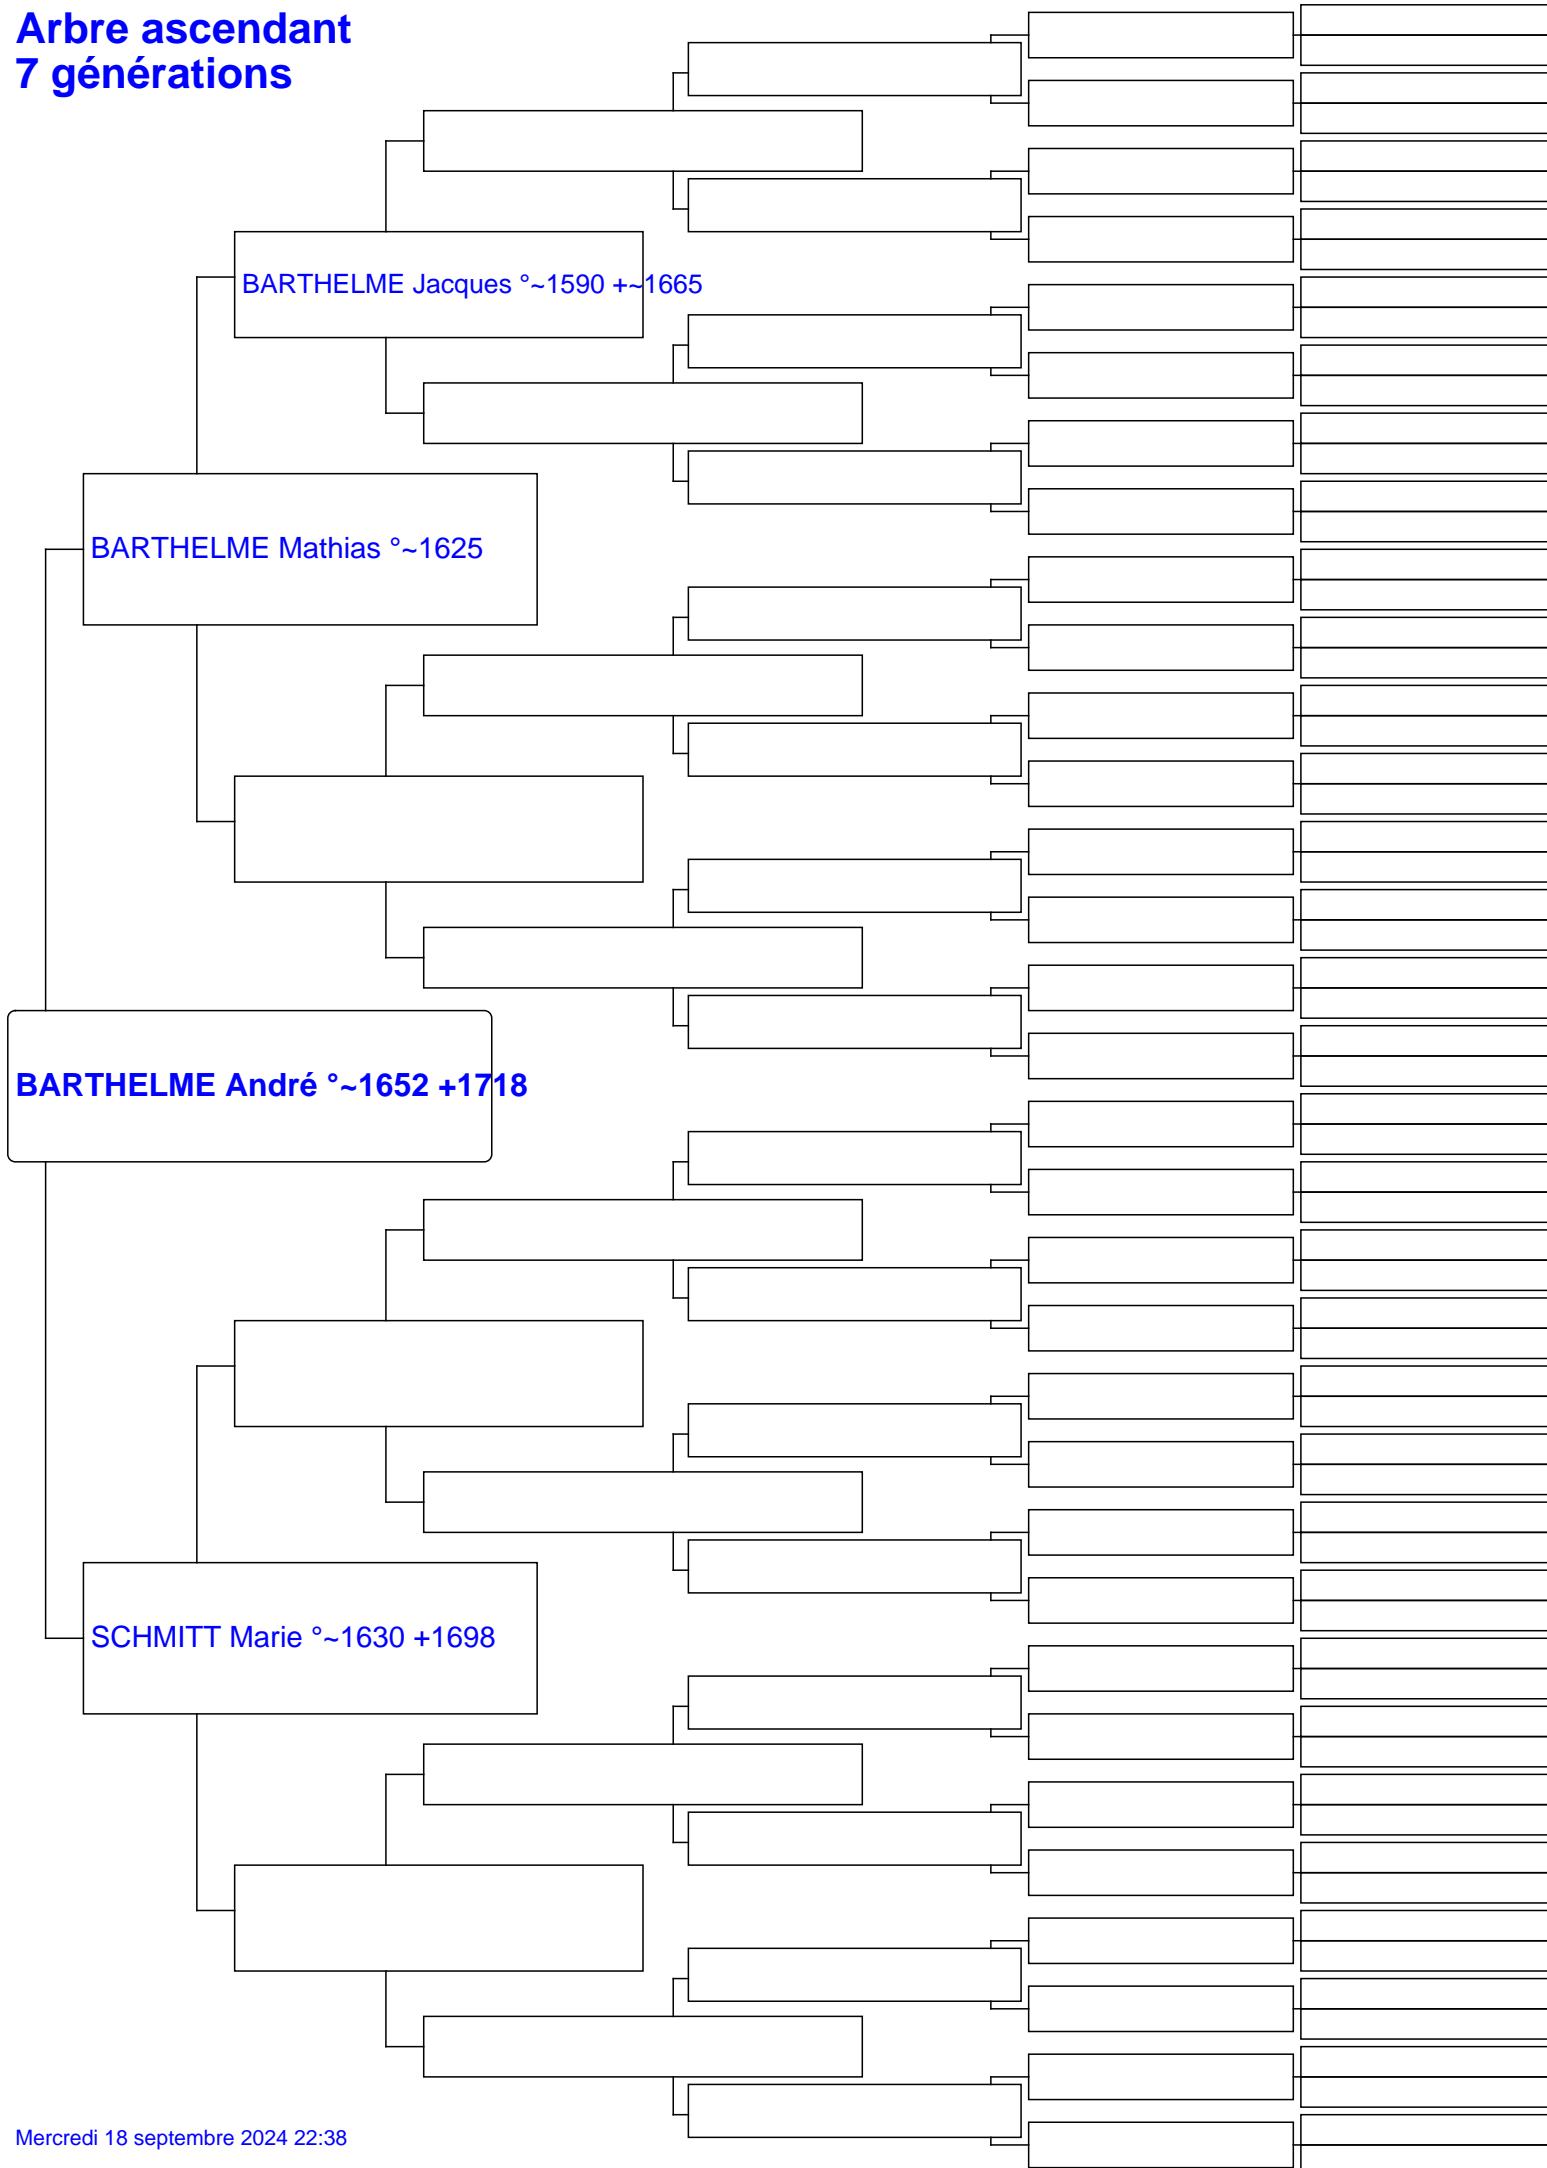 Arbre ascendant
7 générations
BARTHELME Jacques °~1590 +~1665
BARTHELME Mathias °~1625
BARTHELME André °~1652 +1718
SCHMITT Marie °~1630 +1698
Mercredi 18 septembre 2024 22:38